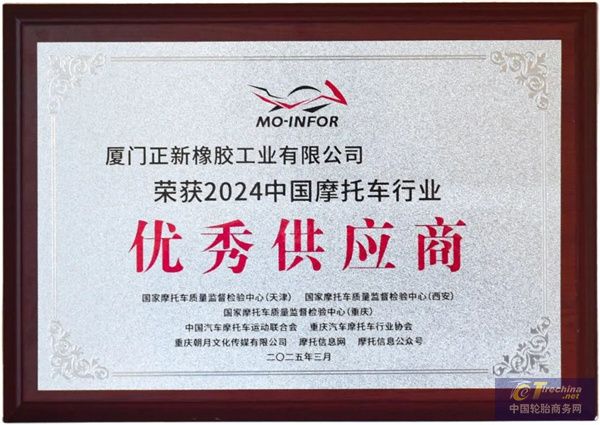 MO-INFOR
厦门正新橡胶工业有限公司
荣获2024中国摩托车行业
优秀供应商
国家摩托车质量监督检验中心(天津) 国家摩托车质量监督检验中心(西安)
国家摩托车质量监督检验中心(重庆)
中国汽车摩托车运动联合会 重庆汽车摩托车行业协会
重庆朝月文化传媒有限公司 摩托信息网 摩托信息公众号
二〇二五年三月
Tirechina
.net
中国轮胎商务网